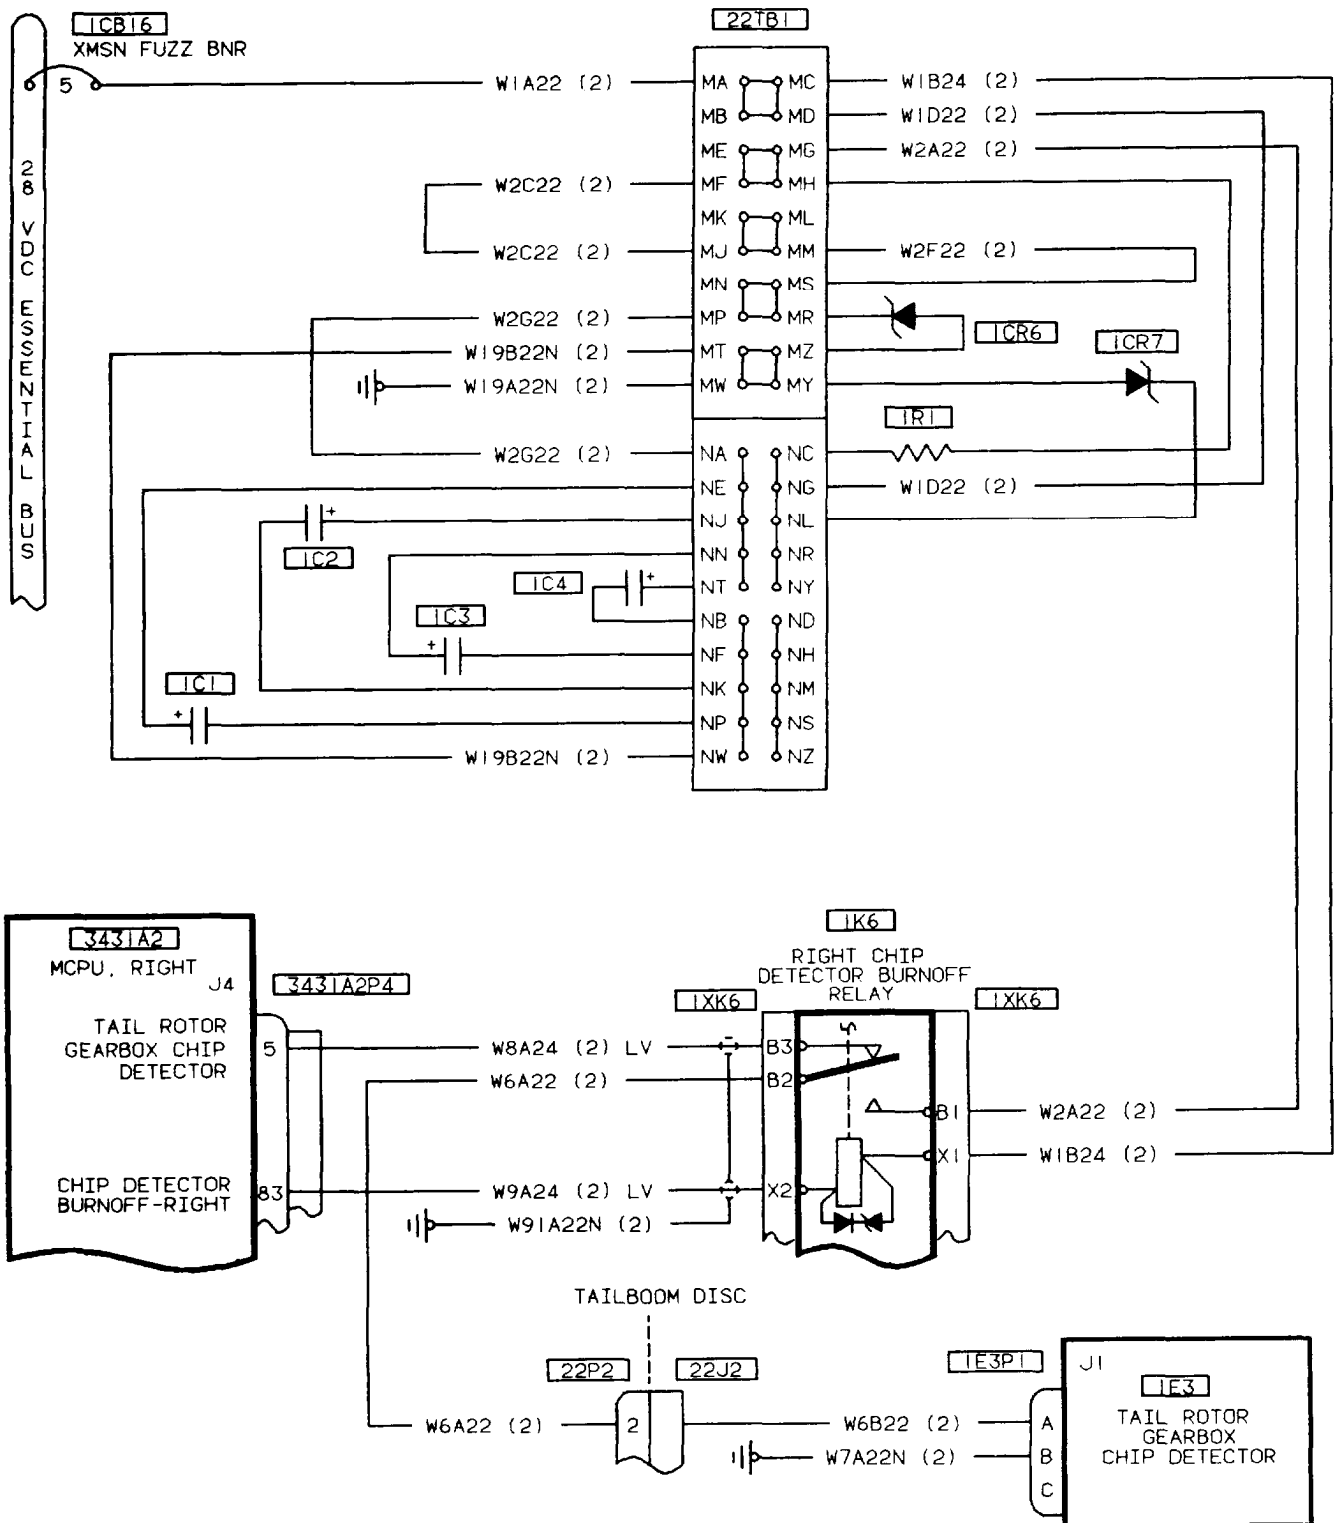 1CB16
XMSN FUZZ BNR
5
28 VDC ESSENTIAL BUS
22TB1
W1A22 (2)
MA MC
W1B24 (2)
MB MD
W1D22 (2)
ME MG
W2A22 (2)
W2C22 (2)
MF MH
MK ML
W2C22 (2)
MJ MM
W2F22 (2)
MN MS
W2G22 (2)
MP MR
1CR6
1CR7
W19B22N (2)
MT MZ
W19A22N (2)
MW MY
1R1
W2G22 (2)
NA NC
NE NG
W1D22 (2)
+
1C2
NJ NL
NN NR
1C4
+
NT NY
NB ND
1C3
+
NF NH
1C1
NK NM
+
NP NS
W19B22N (2)
NW NZ
3431A2
MCPU, RIGHT
J4
3431A2P4
TAIL ROTOR
GEARBOX CHIP
DETECTOR
5
CHIP DETECTOR
BURNOFF-RIGHT
83
W8A24 (2) LV
W6A22 (2)
W9A24 (2) LV
W91A22N (2)
1K6
RIGHT CHIP
DETECTOR BURNOFF
RELAY
1XK6
1XK6
B3
B2
B1
W2A22 (2)
X1
W1B24 (2)
X2
TAILBOOM DISC
22P2
22J2
W6A22 (2)
2
W6B22 (2)
W7A22N (2)
1E3P1
J1
1E3
A
B
C
TAIL ROTOR
GEARBOX
CHIP DETECTOR